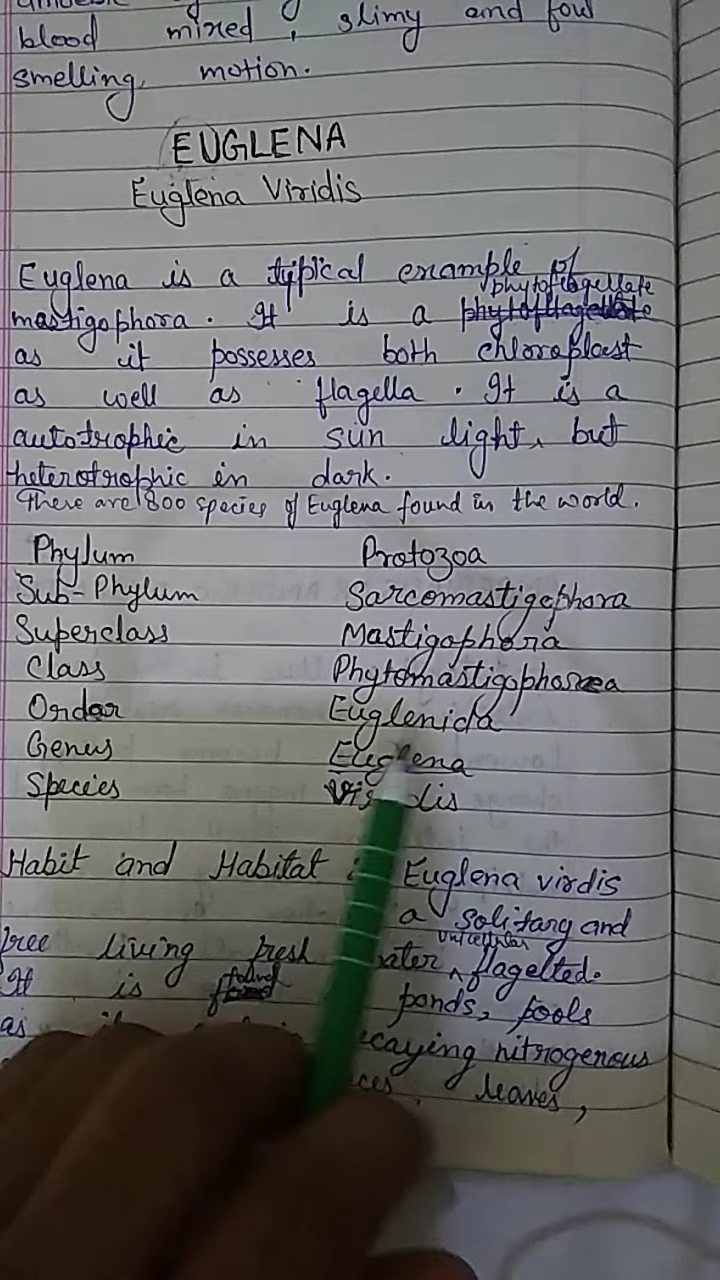 blood mixed, slimy and foul
smelling motion.
EUGLENA
Euglena Viridis
Euglena is a typical example of
mastigophora. It is a phytoflagellate
as it possesses both chloroplast
as well as flagella. It is a
autotrophic in sun light, but
heterotrophic in dark.
There are 800 species of Euglena found in the world.
Phylum Protozoa
Sub-Phylum Sarcomastigophora
Superclass Mastigophora
Class Phytomastigophorea
Order Euglenida
Genus Euglena
Species
Habit and Habitat Euglena virdis
a solitary and
free living fresh unicellular flagelted.
It is found ponds, pools
as nitrogenous
leaves,